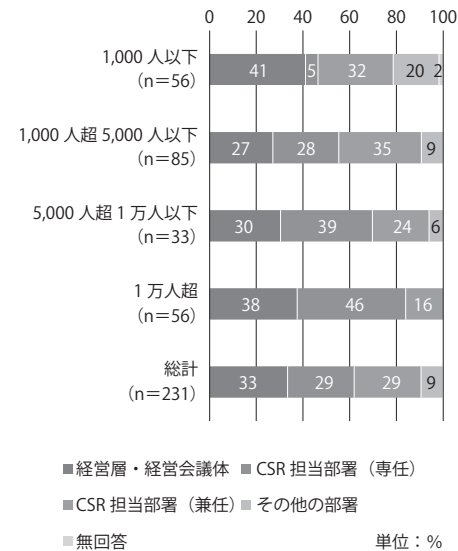 0 20 40 60 80 100
1,000 人以下
（n＝56）
41 5 32 20 2
1,000 人超 5,000 人以下
（n＝85）
27 28 35 9
5,000 人超 1 万人以下
（n＝33）
30 39 24 6
1 万人超
（n＝56）
38 46 16
総計
（n＝231）
33 29 29 9
■経営層・経営会議体 ■CSR 担当部署（専任）
■CSR 担当部署（兼任）■その他の部署
■無回答 単位：％